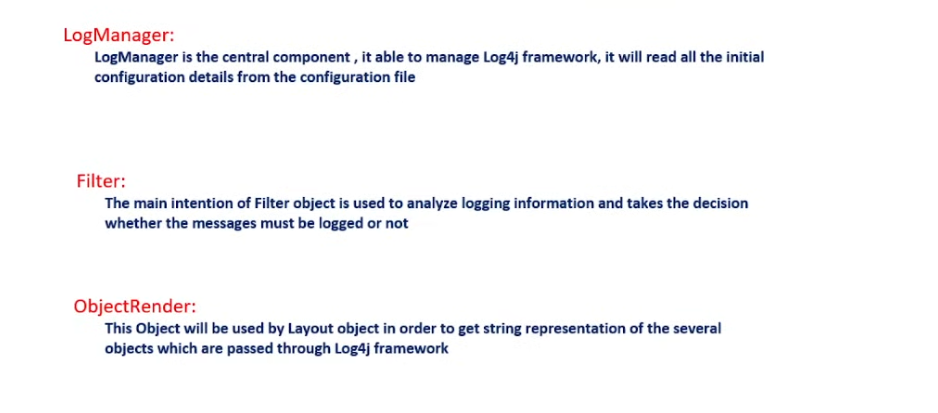 LogManager:
LogManager is the central component , it able to manage Log4j framework, it will read all the initial
configuration details from the configuration file
Filter:
The main intention of Filter object is used to analyze logging information and takes the decision
whether the messages must be logged or not
ObjectRender:
This Object will be used by Layout object in order to get string representation of the several
objects which are passed through Log4j framework